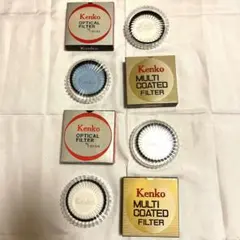 Kenko
OPTICAL
FILTER
Kenko
MULTI
COATED
FILTER
Kenko
OPTICAL
FILTER
Kenko
MULTI
COATED
FILTER